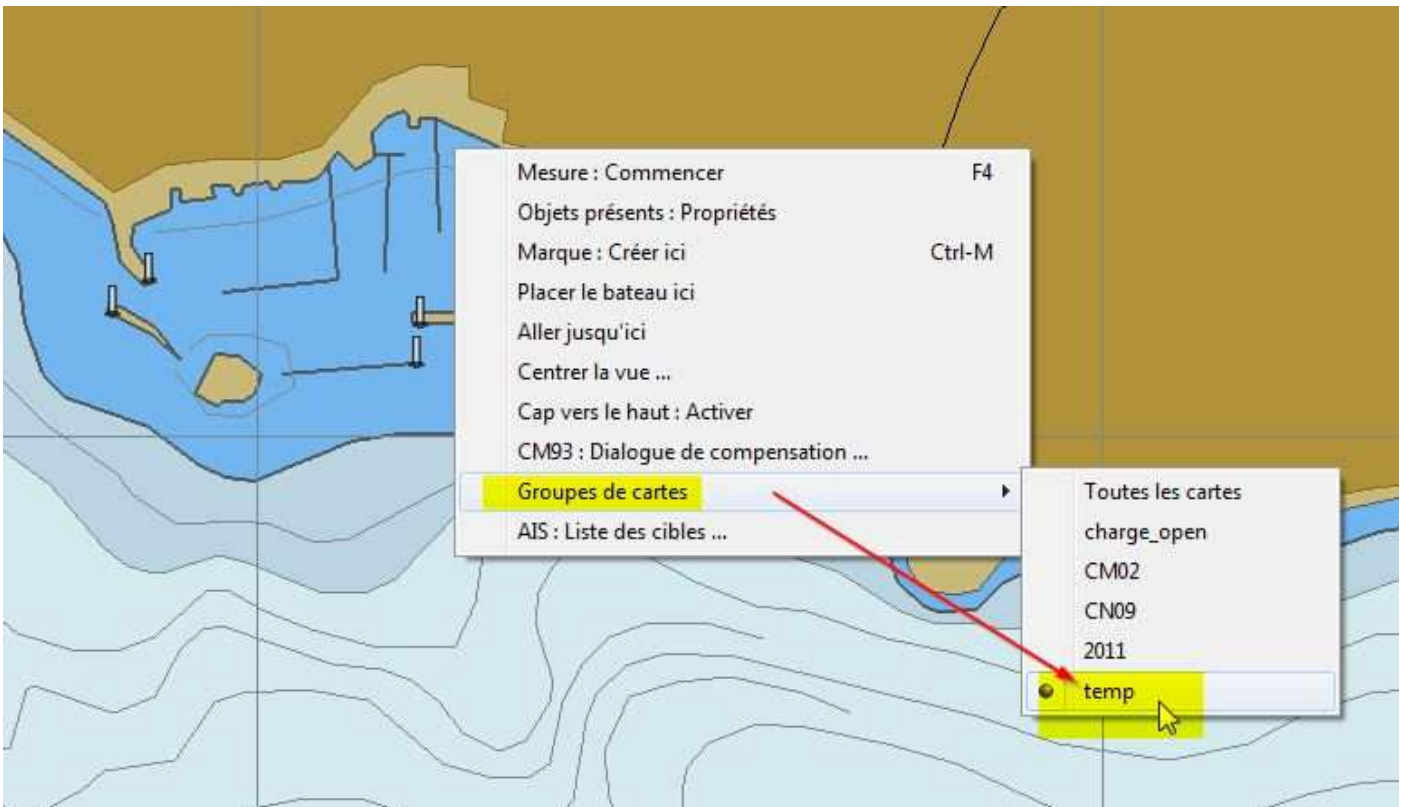 Mesure : Commencer F4
Objets présents : Propriétés
Marque : Créer ici Ctrl-M
Placer le bateau ici
Aller jusqu'ici
Centrer la vue ...
Cap vers le haut : Activer
CM93 : Dialogue de compensation ...
Groupes de cartes
AIS : Liste des cibles ...
Toutes les cartes
charge_open
CM02
CN09
2011
temp